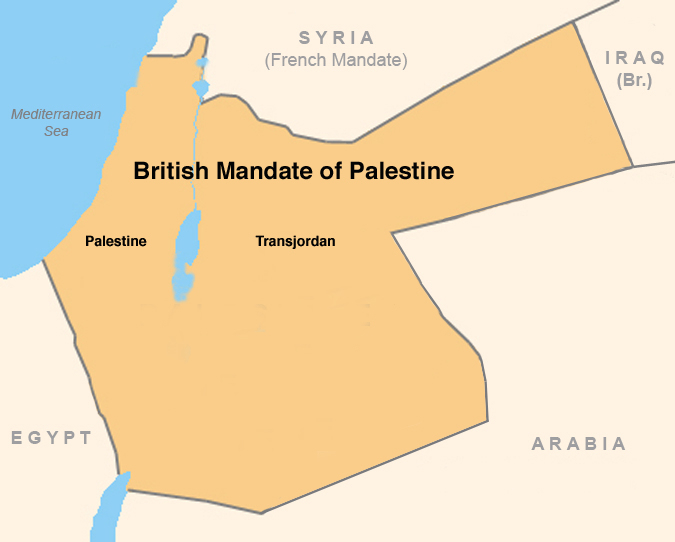 SYRIA
(French Mandate)
IRAQ
(Br.)
Mediterranean
Sea
British Mandate of Palestine
Palestine
Transjordan
EGYPT
ARABIA